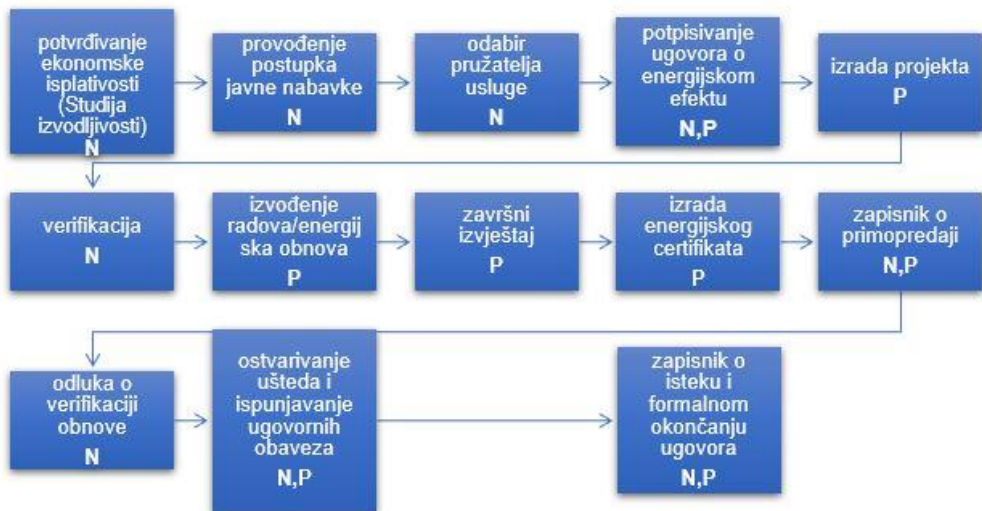 potvrđivanje
ekonomske
isplativosti
(Studija
izvodljivosti)
N
provođenje
postupka
javne nabavke
N
odabir
pružatelja
usluge
N
potpisivanje
ugovora o
energijskom
efektu
N,P
izrada projekta
P
verifikacija
N
izvođenje
radova/energij
ska obnova
P
završni
izvještaj
P
izrada
energijskog
certifikata
P
zapisnik o
primopredaji
N,P
odluka o
verifikaciji
obnove
N
ostvarivanje
ušteda i
ispunjavanje
ugovornih
obaveza
N,P
zapisnik o
isteku i
formalnom
okončanju
ugovora
N,P